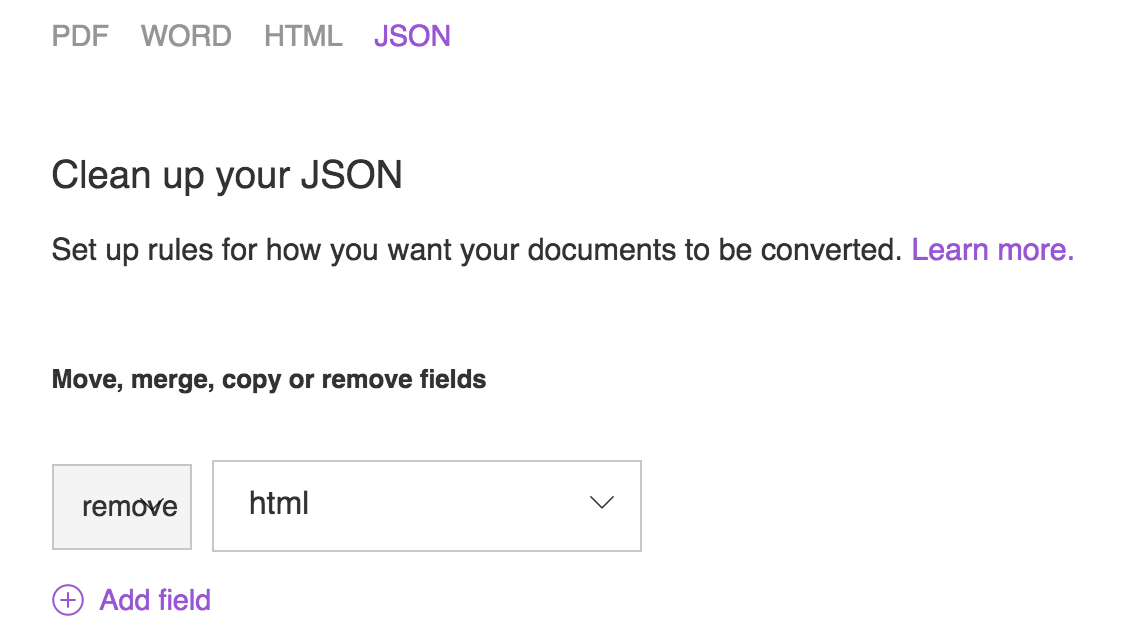 PDF WORD HTML JSON
Clean up your JSON
Set up rules for how you want your documents to be converted. Learn more.
Move, merge, copy or remove fields
remove html
Add field